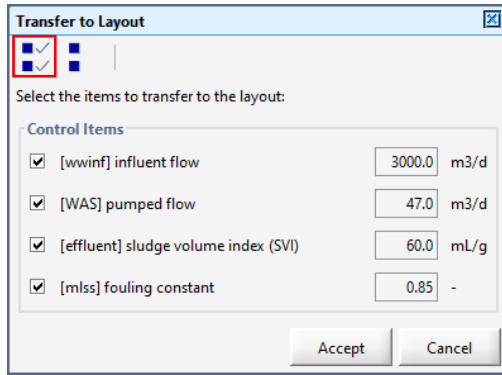 Transfer to Layout
Select the items to transfer to the layout:
Control Items
[wwinf] influent flow 3000.0 m3/d
[WAS] pumped flow 47.0 m3/d
[effluent] sludge volume index (SVI) 60.0 mL/g
[mlss] fouling constant 0.85 -
Accept Cancel